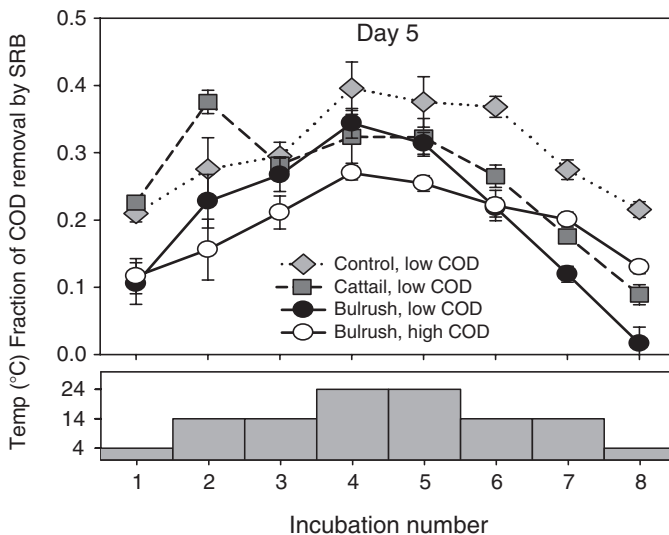 Day 5
0.5
0.4
0.3
0.2
0.1
0.0
Fraction of COD removal by SRB
Control, low COD
Cattail, low COD
Bulrush, low COD
Bulrush, high COD
Temp (°C)
24
14
4
1 2 3 4 5 6 7 8
Incubation number